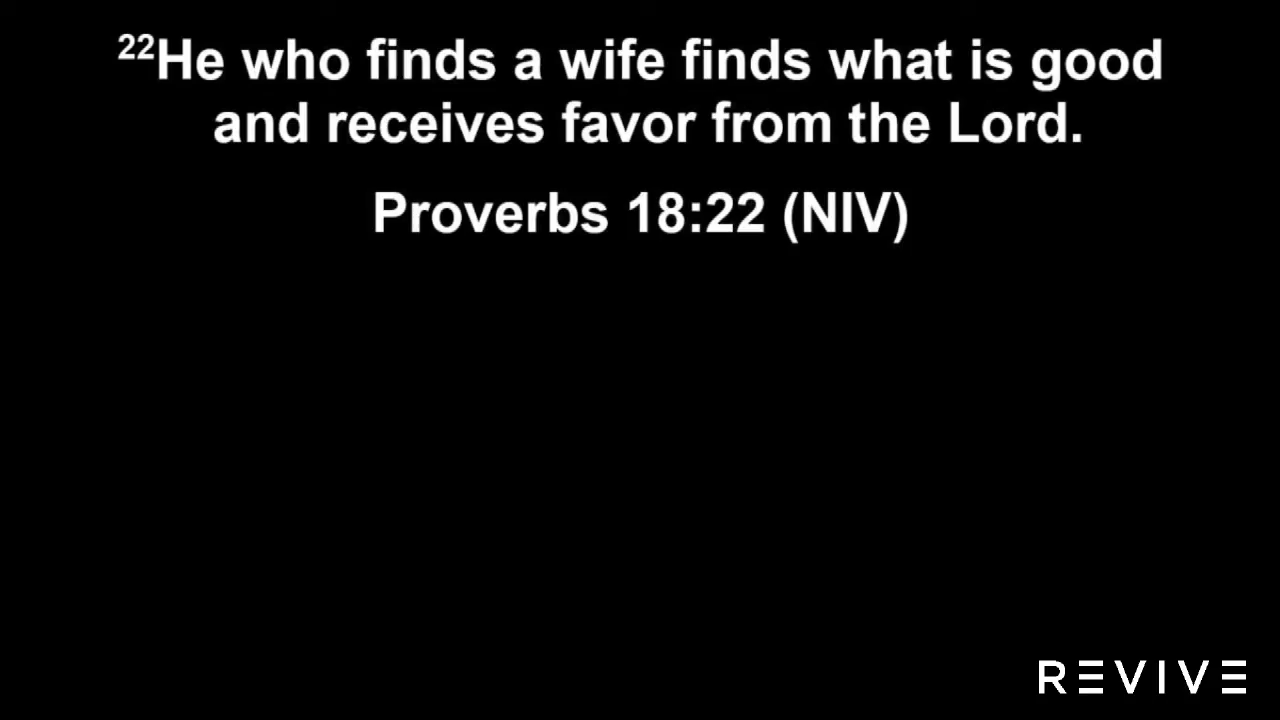 ²²He who finds a wife finds what is good
and receives favor from the Lord.
Proverbs 18:22 (NIV)
REVIVE